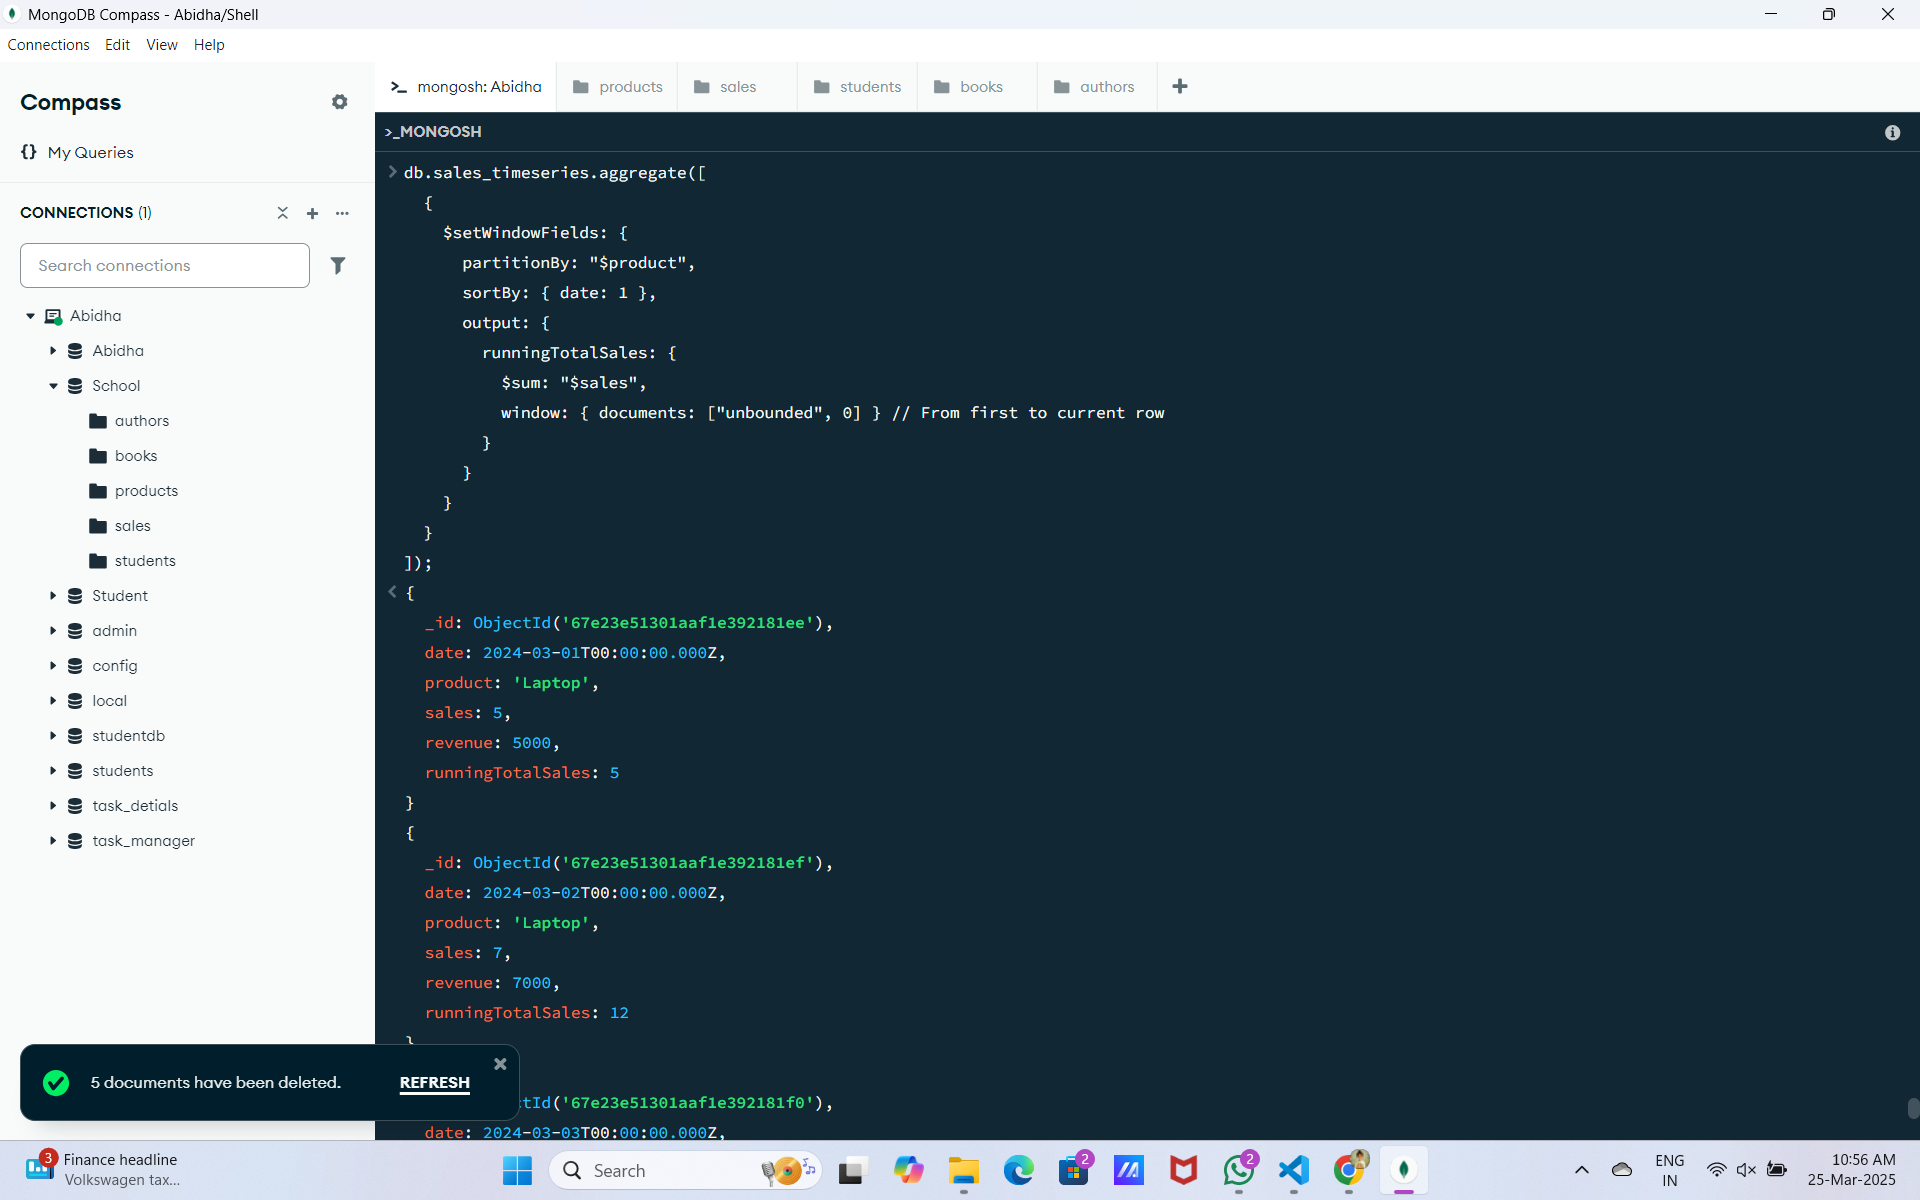 MongoDB Compass - Abidha/Shell
Connections Edit View Help
Compass
My Queries
CONNECTIONS (1)
Search connections
Abidha
Abidha
School
authors
books
products
sales
students
Student
admin
config
local
studentdb
students
task_detials
task_manager
mongosh: Abidha products sales students books authors
>_MONGOSH
db.sales_timeseries.aggregate([
{
$setWindowFields: {
partitionBy: "$product",
sortBy: { date: 1 },
output: {
runningTotalSales: {
$sum: "$sales",
window: { documents: ["unbounded", 0] } // From first to current row
}
}
}
}
]);
{
_id: ObjectId('67e23e51301aaf1e392181ee'),
date: 2024-03-01T00:00:00.000Z,
product: 'Laptop',
sales: 5,
revenue: 5000,
runningTotalSales: 5
}
{
_id: ObjectId('67e23e51301aaf1e392181ef'),
date: 2024-03-02T00:00:00.000Z,
product: 'Laptop',
sales: 7,
revenue: 7000,
runningTotalSales: 12
}
ctId('67e23e51301aaf1e392181f0'),
date: 2024-03-03T00:00:00.000Z,
5 documents have been deleted. REFRESH
3
Finance headline
Volkswagen tax...
Search
2
2
ENG
IN
10:56 AM
25-Mar-2025